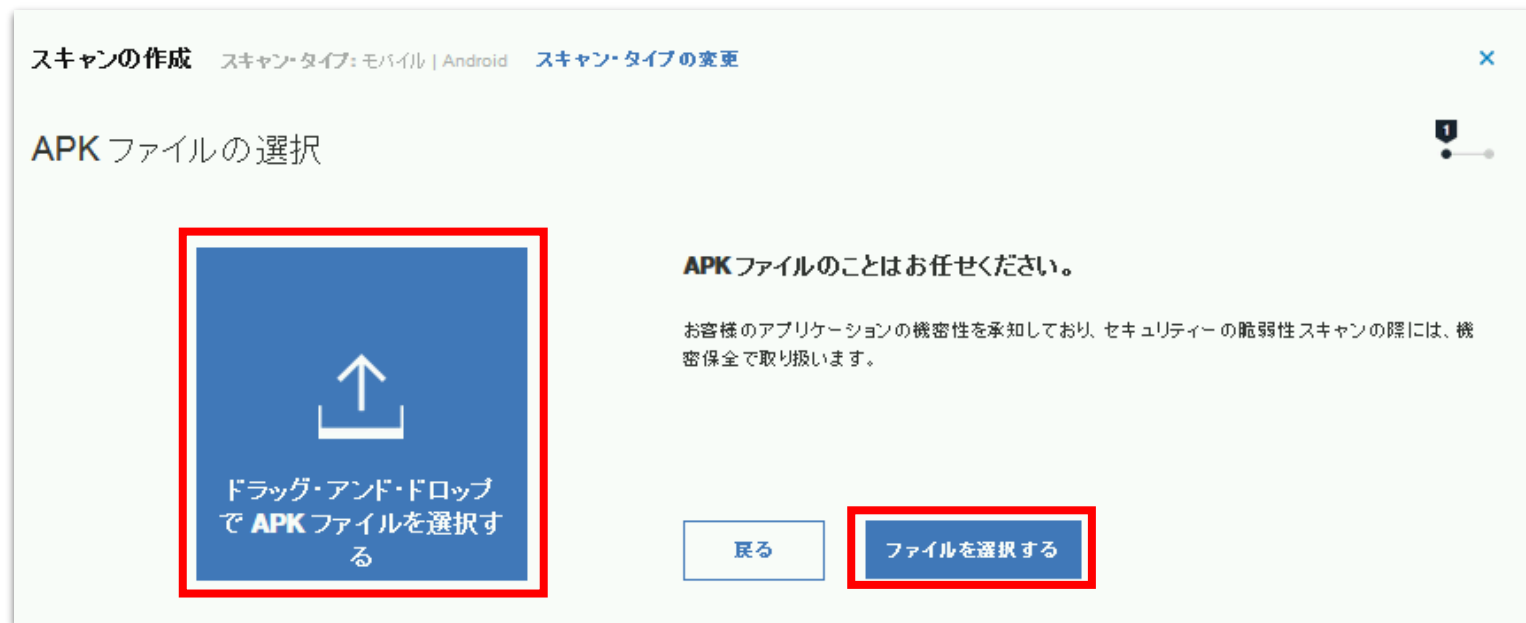 スキャンの作成 スキャン・タイプ: モバイル | Android スキャン・タイプの変更 ×
APK ファイルの選択
1
APK ファイルのことはお任せください。
お客様のアプリケーションの機密性を承知しており、セキュリティーの脆弱性スキャンの際には、機
密保全で取り扱います。
ドラッグ・アンド・ドロップ
で APK ファイルを選択す
る
戻る
ファイルを選択する